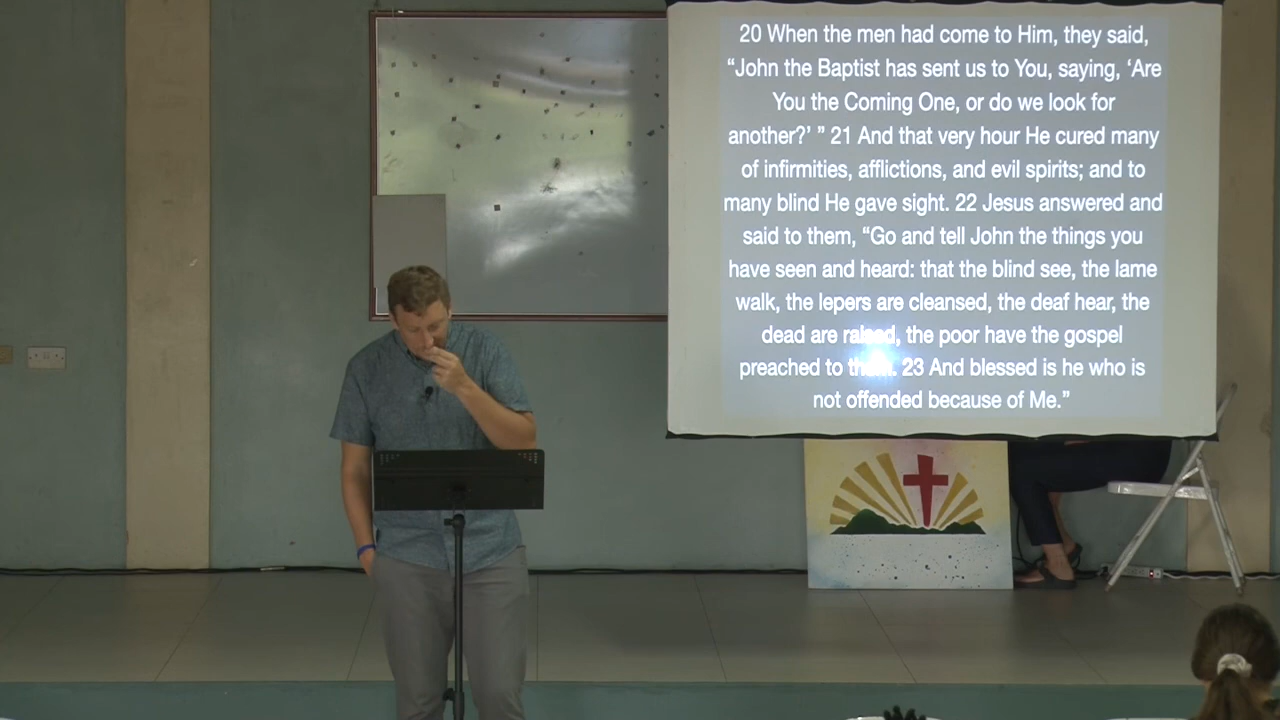 20 When the men had come to Him, they said,
“John the Baptist has sent us to You, saying, ‘Are
You the Coming One, or do we look for
another?’ ” 21 And that very hour He cured many
of infirmities, afflictions, and evil spirits; and to
many blind He gave sight. 22 Jesus answered and
said to them, “Go and tell John the things you
have seen and heard: that the blind see, the lame
walk, the lepers are cleansed, the deaf hear, the
dead are raised, the poor have the gospel
preached to them. 23 And blessed is he who is
not offended because of Me.”